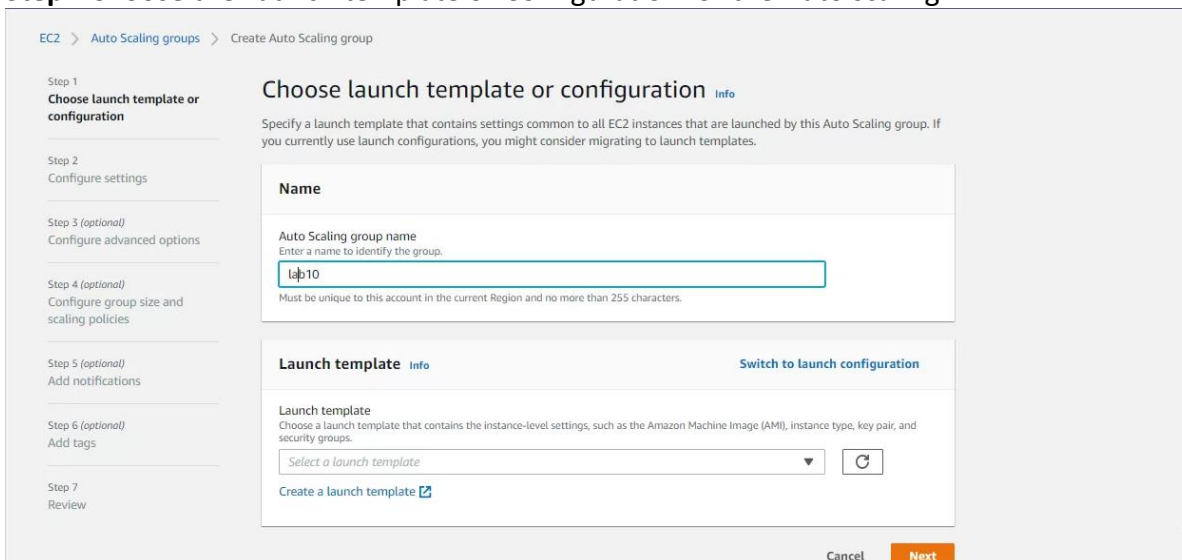 EC2 > Auto Scaling groups > Create Auto Scaling group
Step 1
Choose launch template or
configuration
Step 2
Configure settings
Step 3 (optional)
Configure advanced options
Step 4 (optional)
Configure group size and
scaling policies
Step 5 (optional)
Add notifications
Step 6 (optional)
Add tags
Step 7
Review
Choose launch template or configuration Info
Specify a launch template that contains settings common to all EC2 instances that are launched by this Auto Scaling group. If
you currently use launch configurations, you might consider migrating to launch templates.
Name
Auto Scaling group name
Enter a name to identify the group.
lab10
Must be unique to this account in the current Region and no more than 255 characters.
Launch template Info
Switch to launch configuration
Launch template
Choose a launch template that contains the instance-level settings, such as the Amazon Machine Image (AMI), instance type, key pair, and
security groups.
Select a launch template
Create a launch template
Cancel
Next